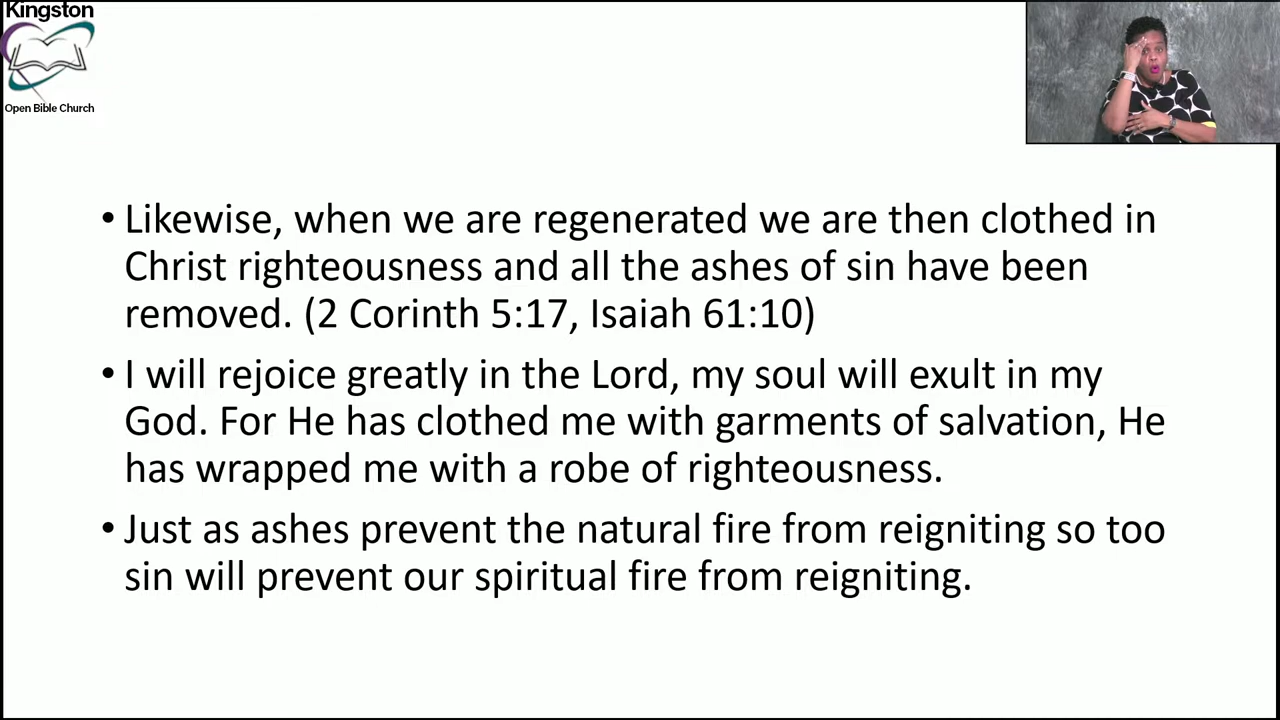 Kingston
Open Bible Church
• Likewise, when we are regenerated we are then clothed in
Christ righteousness and all the ashes of sin have been
removed. (2 Corinth 5:17, Isaiah 61:10)
• I will rejoice greatly in the Lord, my soul will exult in my
God. For He has clothed me with garments of salvation, He
has wrapped me with a robe of righteousness.
• Just as ashes prevent the natural fire from reigniting so too
sin will prevent our spiritual fire from reigniting.